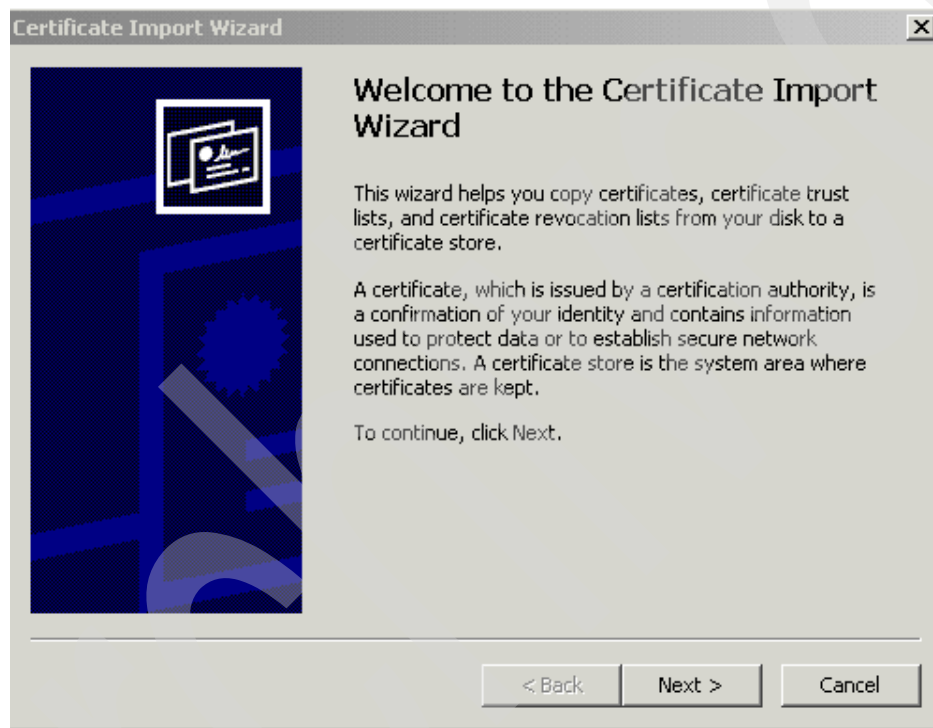 Certificate Import Wizard
Welcome to the Certificate Import
Wizard
This wizard helps you copy certificates, certificate trust
lists, and certificate revocation lists from your disk to a
certificate store.
A certificate, which is issued by a certification authority, is
a confirmation of your identity and contains information
used to protect data or to establish secure network
connections. A certificate store is the system area where
certificates are kept.
To continue, click Next.
< Back Next > Cancel